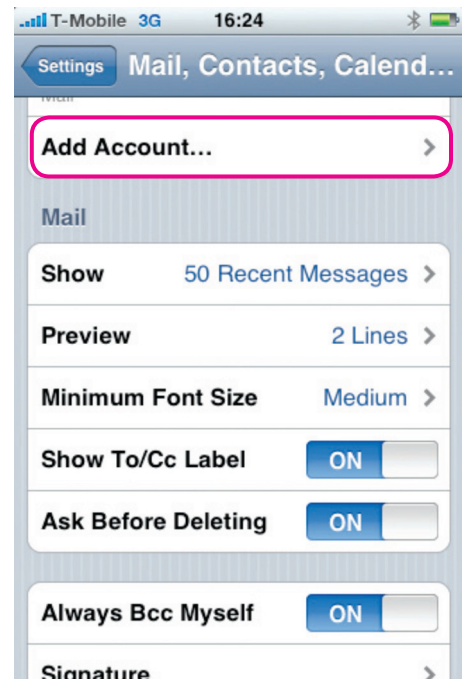 T-Mobile 3G 16:24
Settings Mail, Contacts, Calend...
Mail
Add Account...
Mail
Show 50 Recent Messages
Preview 2 Lines
Minimum Font Size Medium
Show To/Cc Label ON
Ask Before Deleting ON
Always Bcc Myself ON
Signature